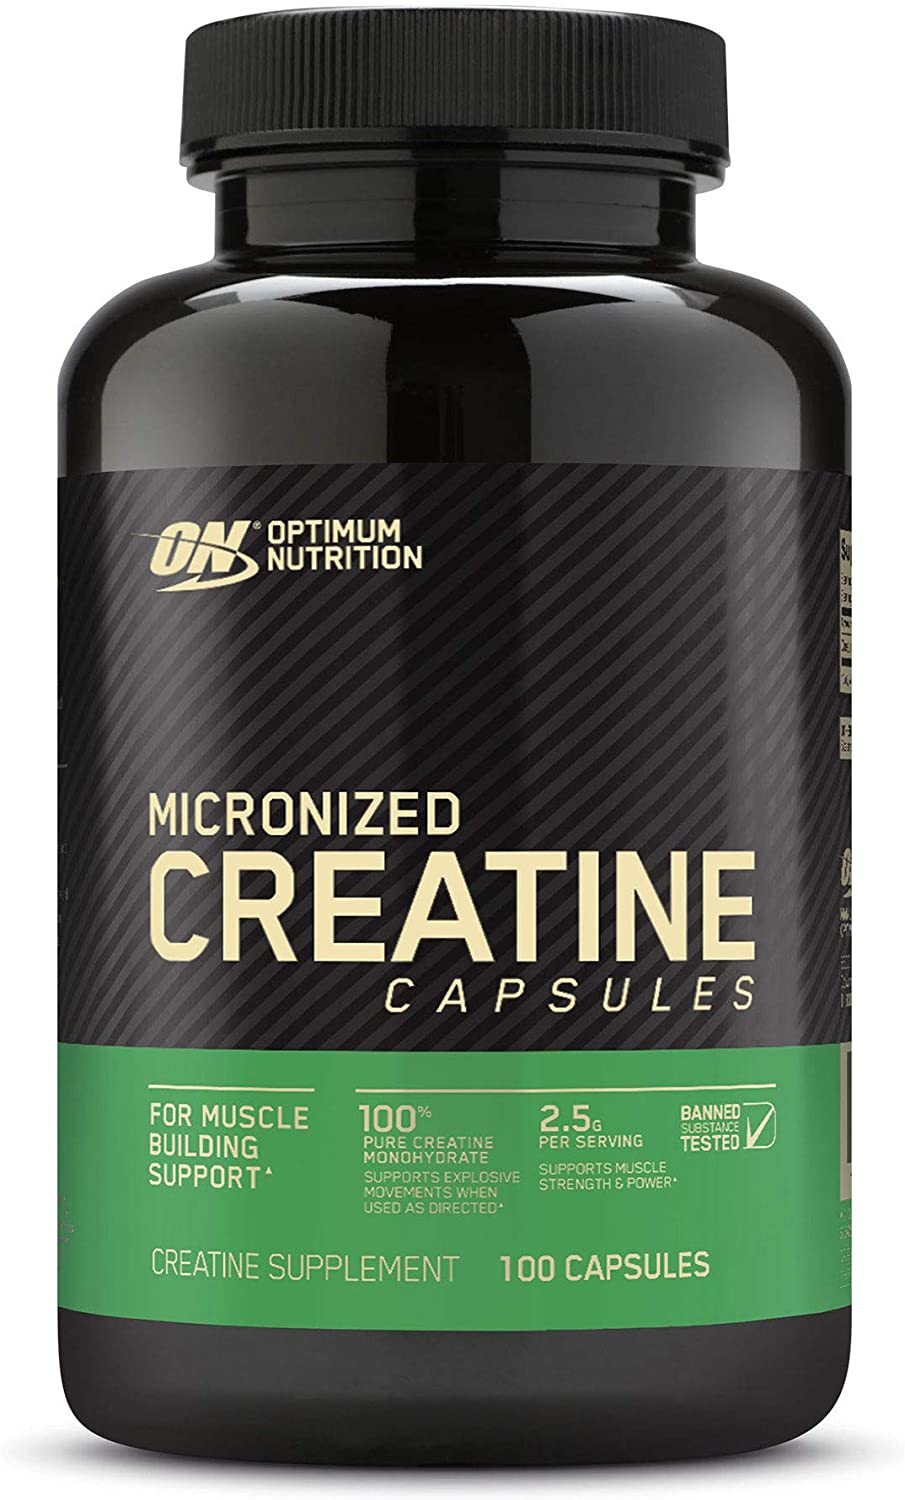 ON® OPTIMUM
NUTRITION
MICRONIZED
CREATINE
CAPSULES
FOR MUSCLE
BUILDING
SUPPORT▲
100%
PURE CREATINE
MONOHYDRATE
SUPPORTS EXPLOSIVE
MOVEMENTS WHEN
USED AS DIRECTED▲
2.5G
PER SERVING
SUPPORTS MUSCLE
STRENGTH & POWER▲
BANNED
SUBSTANCE
TESTED
CREATINE SUPPLEMENT 100 CAPSULES